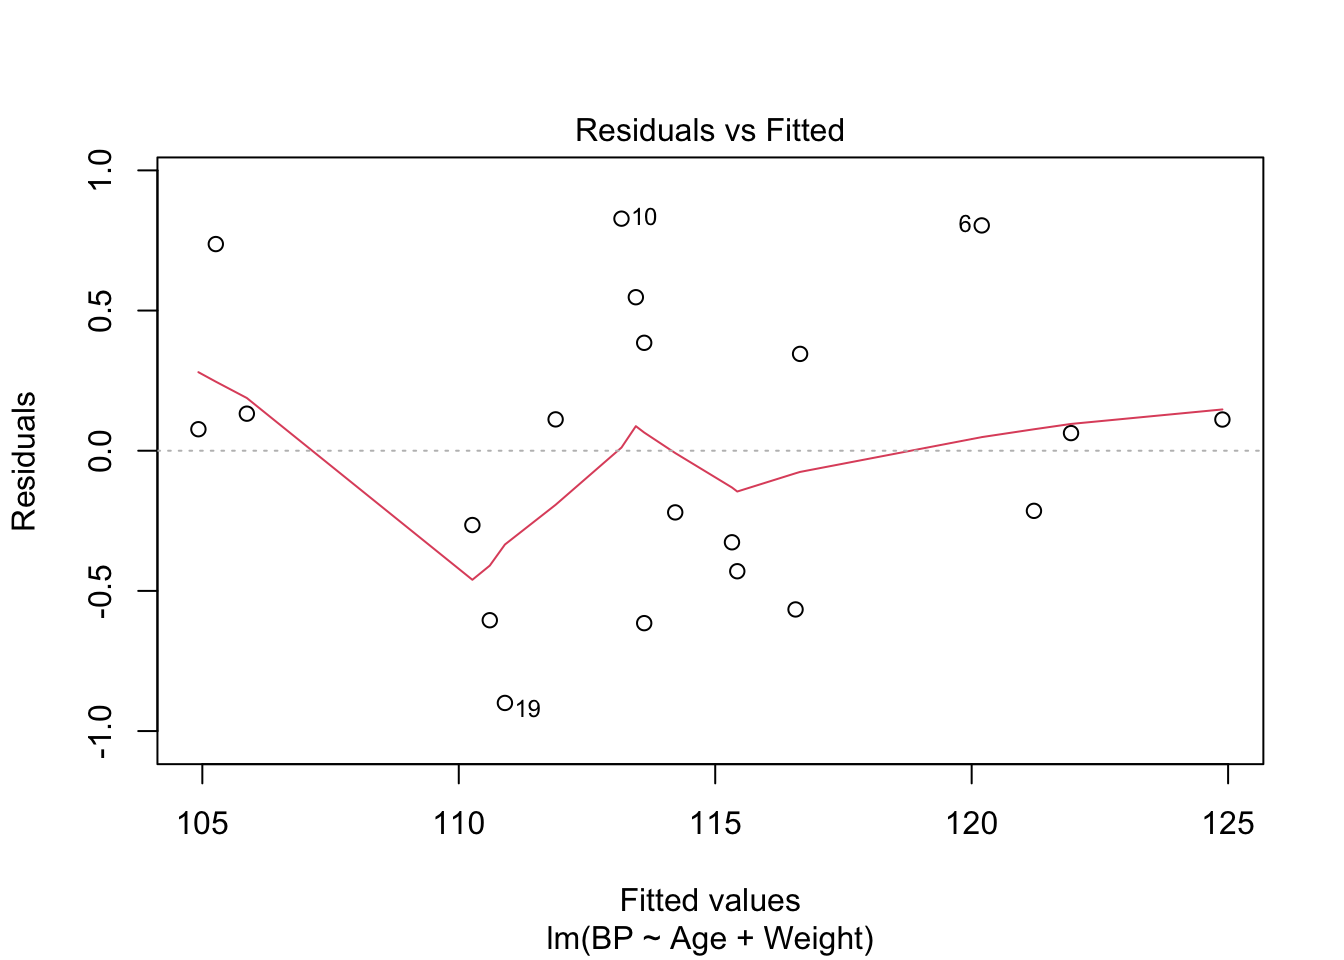 Residuals vs Fitted
Residuals
1.0
0.5
0.0
-0.5
-1.0
10
6
19
105 110 115 120 125
Fitted values
lm(BP ~ Age + Weight)